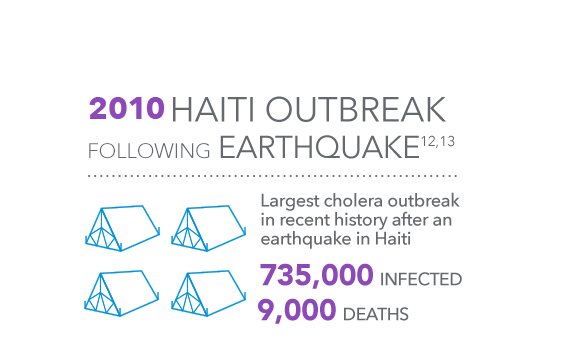 2010 HAITI OUTBREAK
FOLLOWING EARTHQUAKE12,13
Largest cholera outbreak
in recent history after an
earthquake in Haiti
735,000 INFECTED
9,000 DEATHS